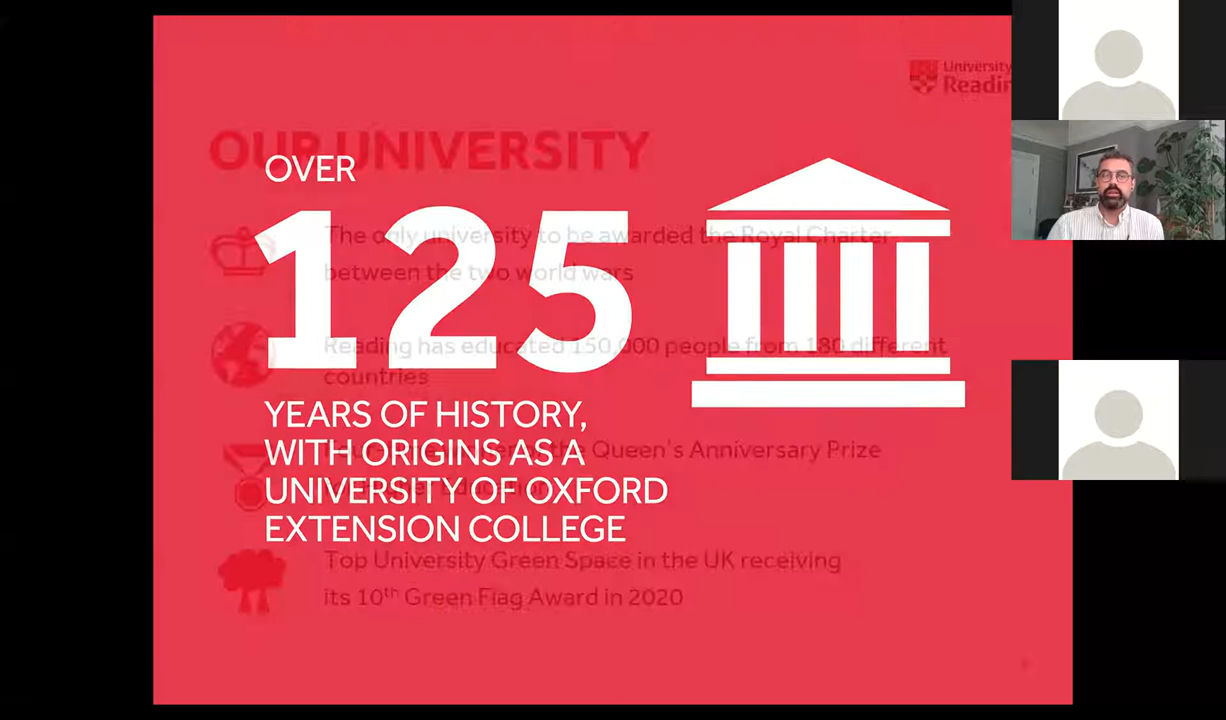 University
Readin
OUR UNIVERSITY
OVER
125
YEARS OF HISTORY,
WITH ORIGINS AS A
UNIVERSITY OF OXFORD
EXTENSION COLLEGE
The only university to be awarded the Royal Charter
between the two world wars
Reading has educated 150,000 people from 180 different
countries
the Queen's Anniversary Prize
Top University Green Space in the UK receiving
its 10th Green Flag Award in 2020